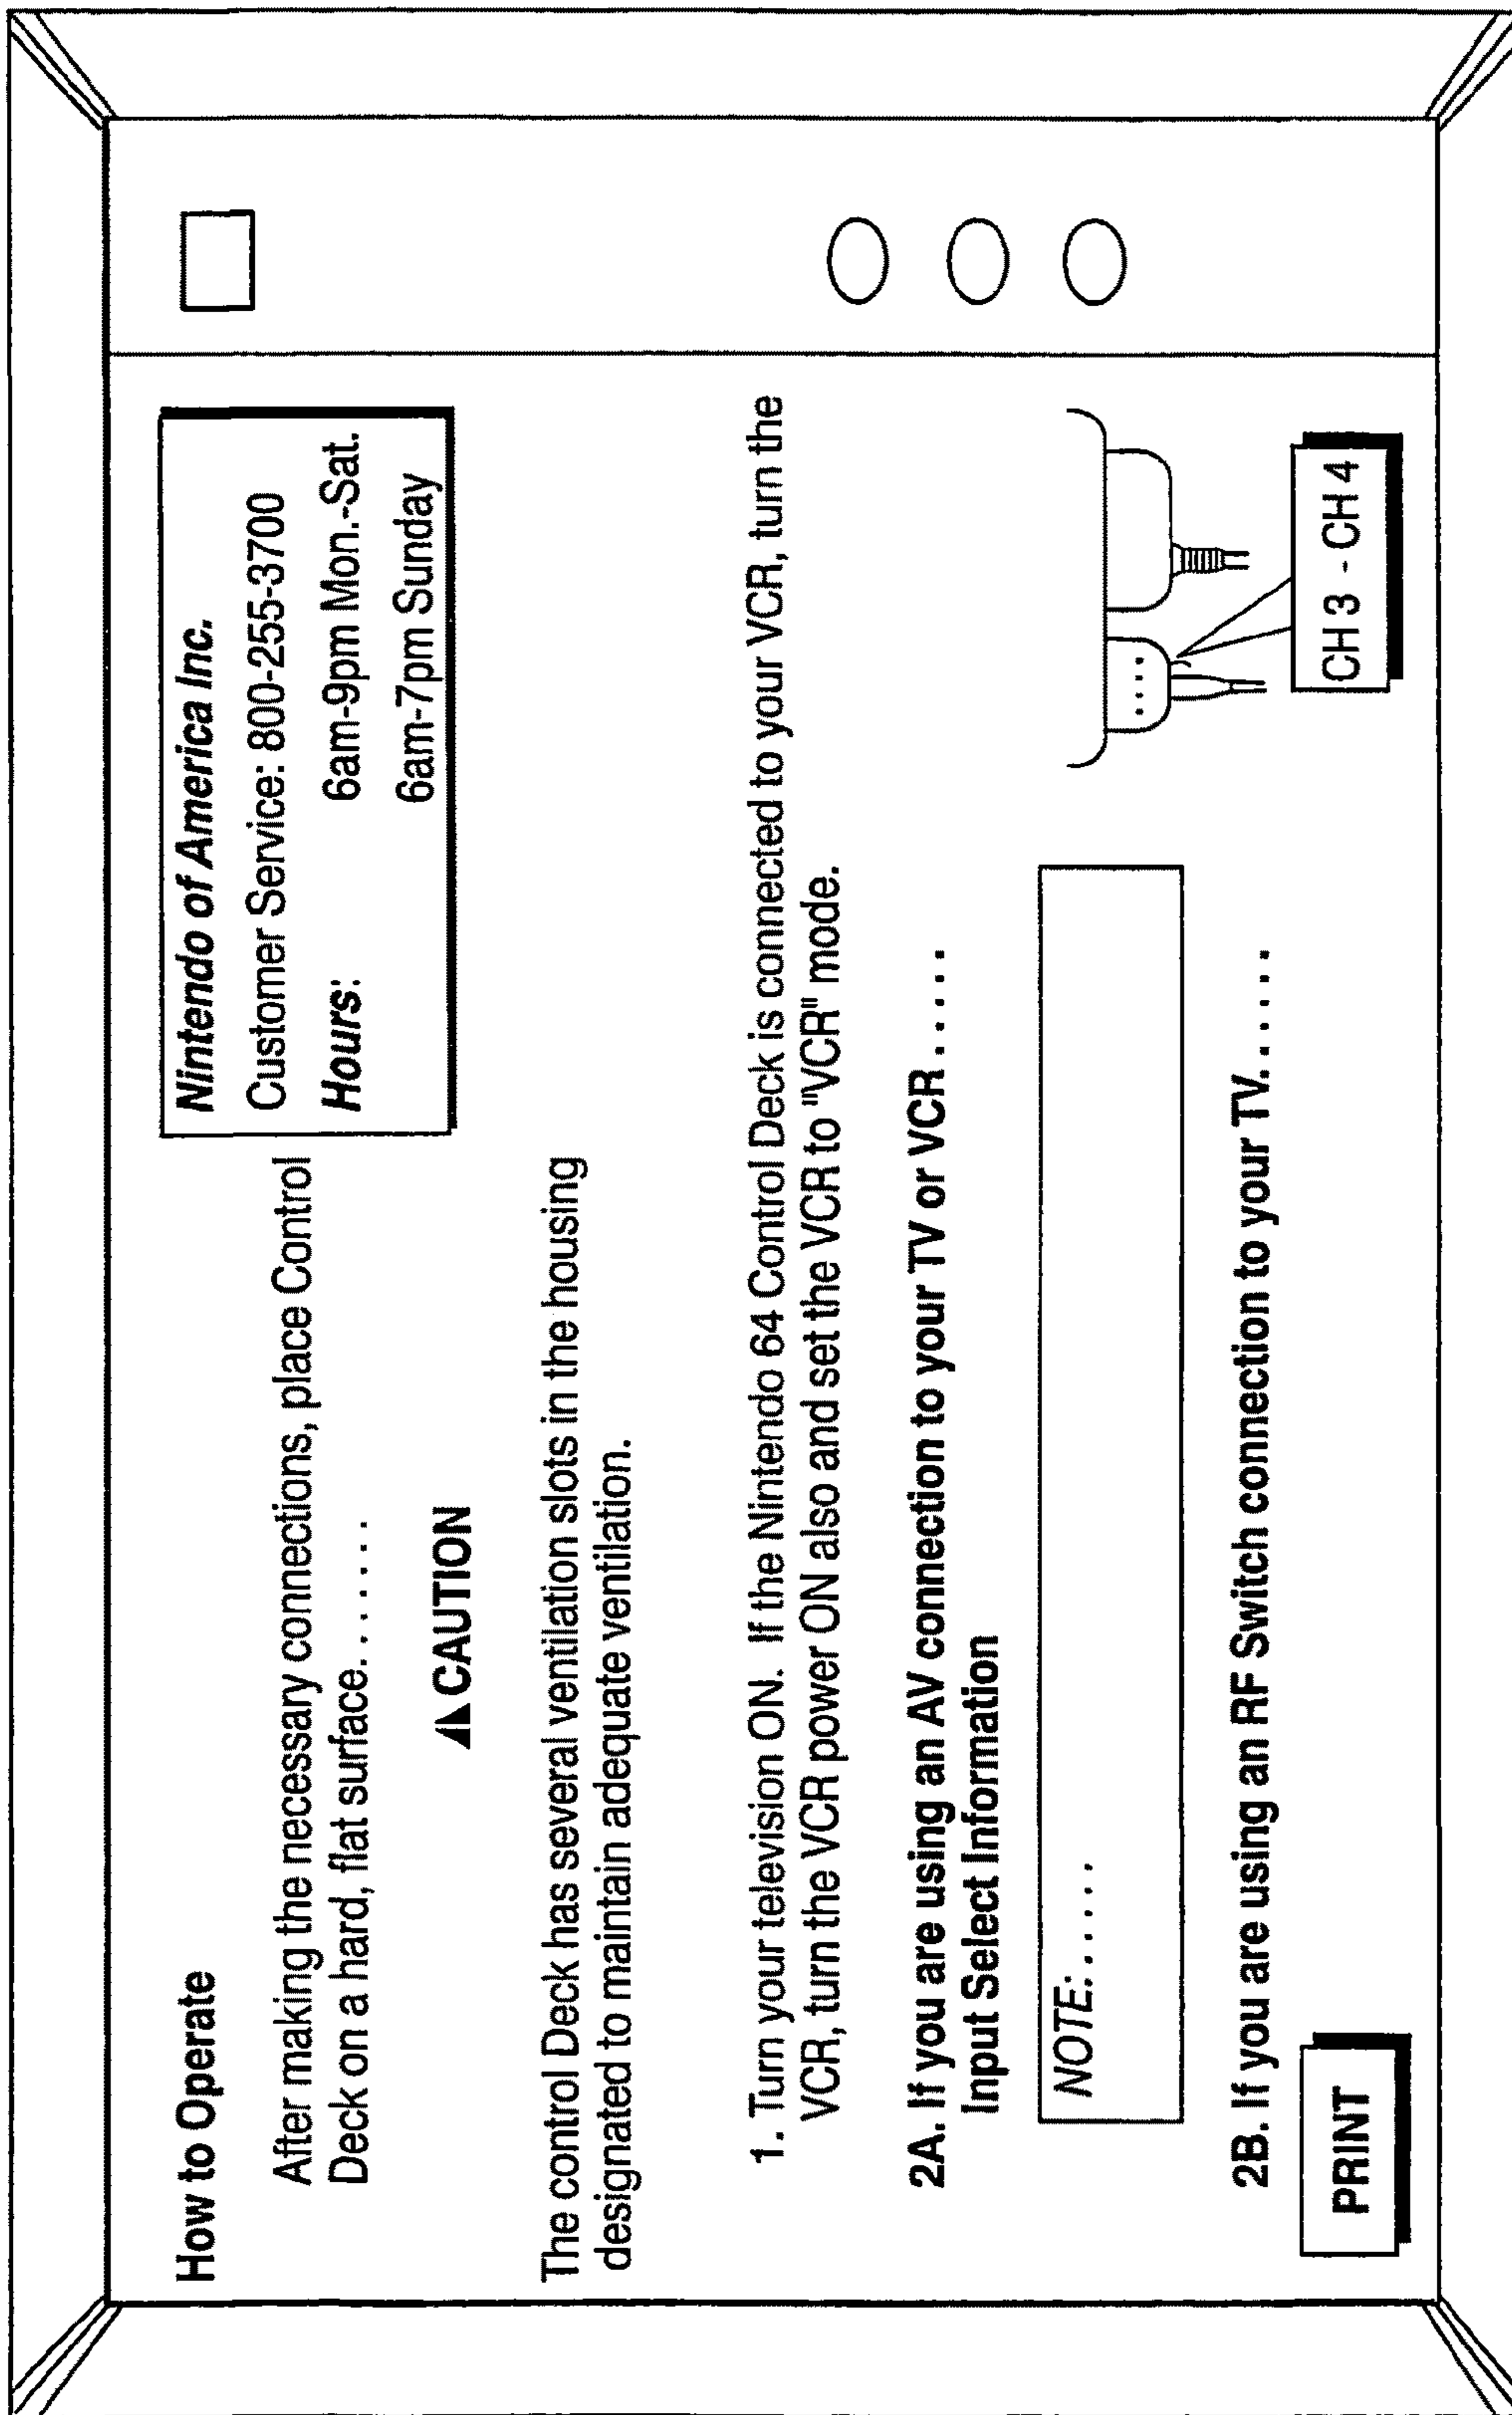 How to Operate
Nintendo of America Inc.
Customer Service: 800-255-3700
Hours: 6am-9pm Mon.-Sat.
6am-7pm Sunday
After making the necessary connections, place Control
Deck on a hard, flat surface. . . . . .
CAUTION
The control Deck has several ventilation slots in the housing
designated to maintain adequate ventilation.
1. Turn your television ON. If the Nintendo 64 Control Deck is connected to your VCR, turn the
VCR, turn the VCR power ON also and set the VCR to "VCR" mode.
2A. If you are using an AV connection to your TV or VCR . . . . .
Input Select Information
NOTE: . . . . .
2B. If you are using an RF Switch connection to your TV. . . . . .
CH 3 - CH 4
PRINT